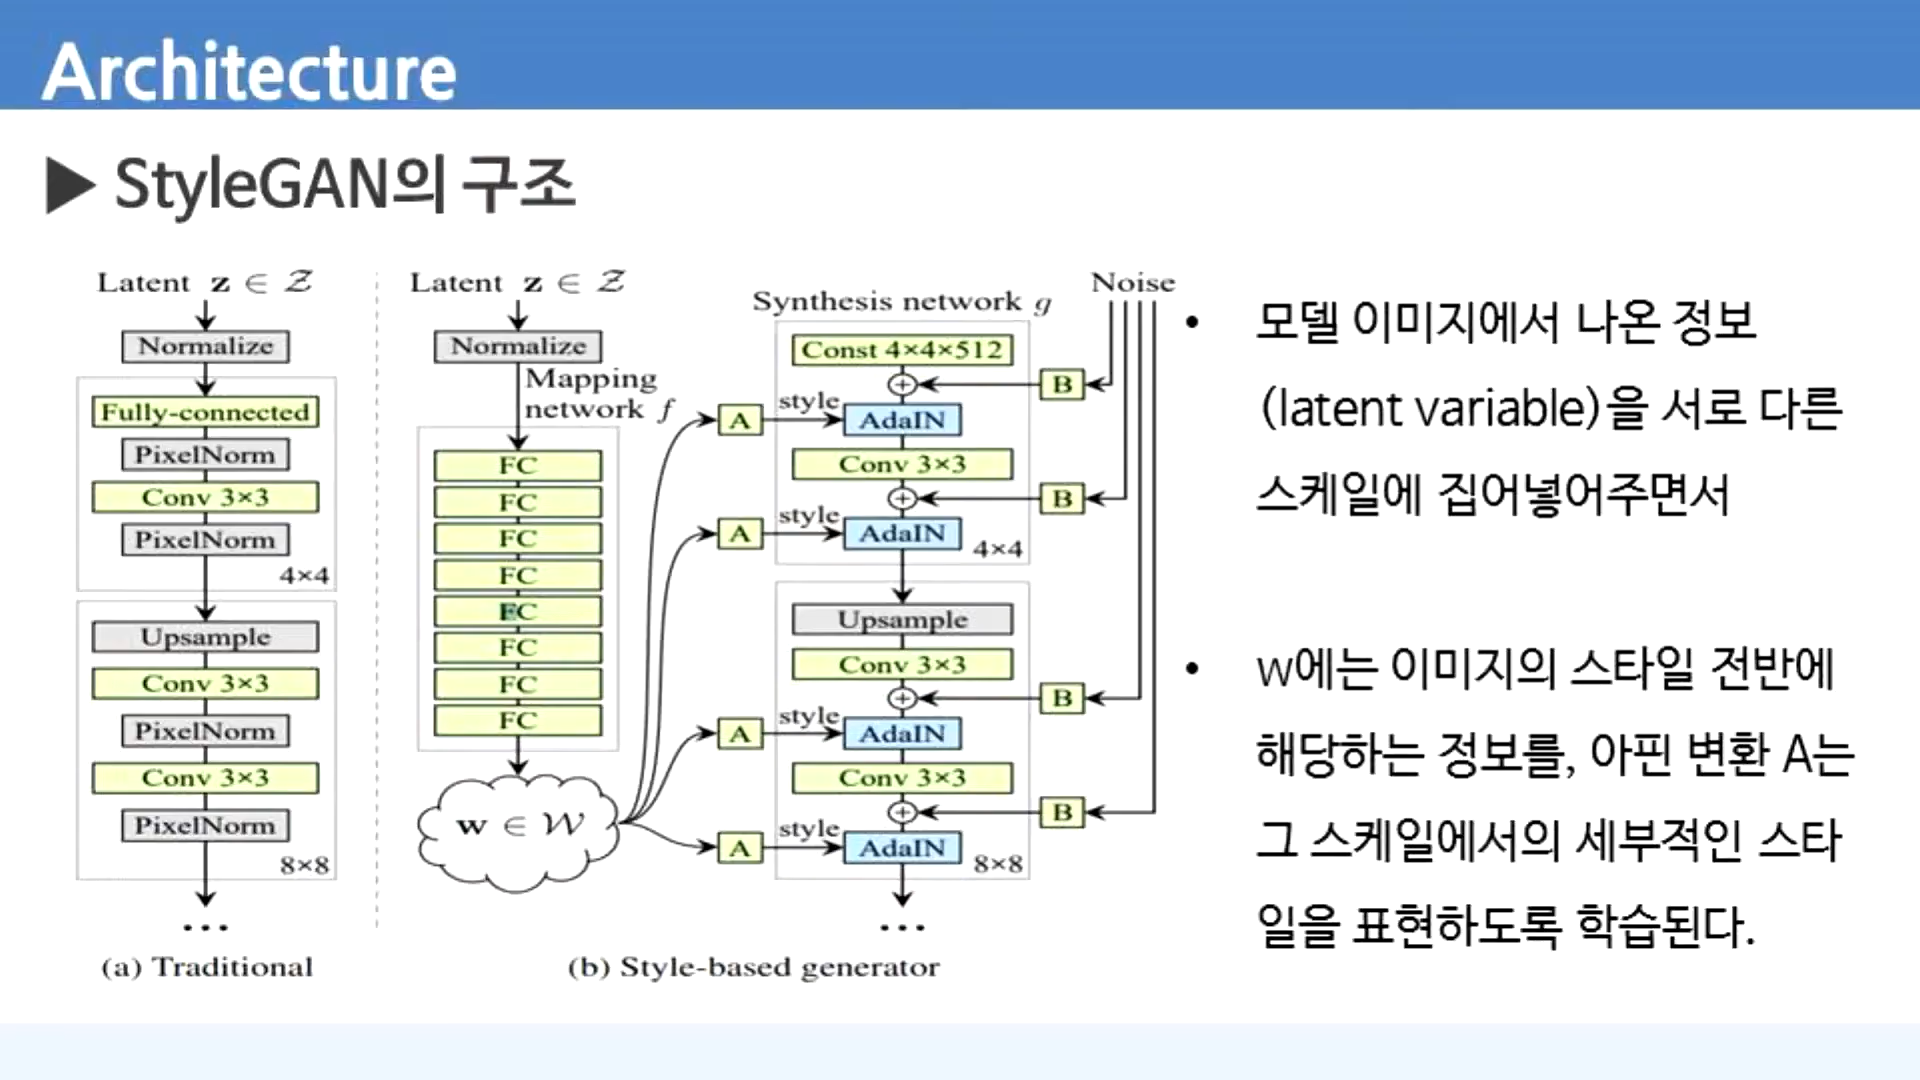 Architecture
▶ StyleGAN의 구조
Latent z ∈ Z
Normalize
Fully-connected
PixelNorm
Conv 3×3
PixelNorm
4×4
Upsample
Conv 3×3
PixelNorm
Conv 3×3
PixelNorm
8×8
...
(a) Traditional
Latent z ∈ Z
Normalize
Mapping
network f
FC
FC
FC
FC
FC
FC
FC
FC
w ∈ W
A
style
A
style
A
style
A
style
Synthesis network g
Const 4×4×512
AdaIN
Conv 3×3
AdaIN
4×4
Upsample
Conv 3×3
AdaIN
Conv 3×3
AdaIN
8×8
...
Noise
B
B
B
B
(b) Style-based generator
• 모델 이미지에서 나온 정보
(latent variable)을 서로 다른
스케일에 집어넣어주면서
• w에는 이미지의 스타일 전반에
해당하는 정보를, 아핀 변환 A는
그 스케일에서의 세부적인 스타
일을 표현하도록 학습된다.